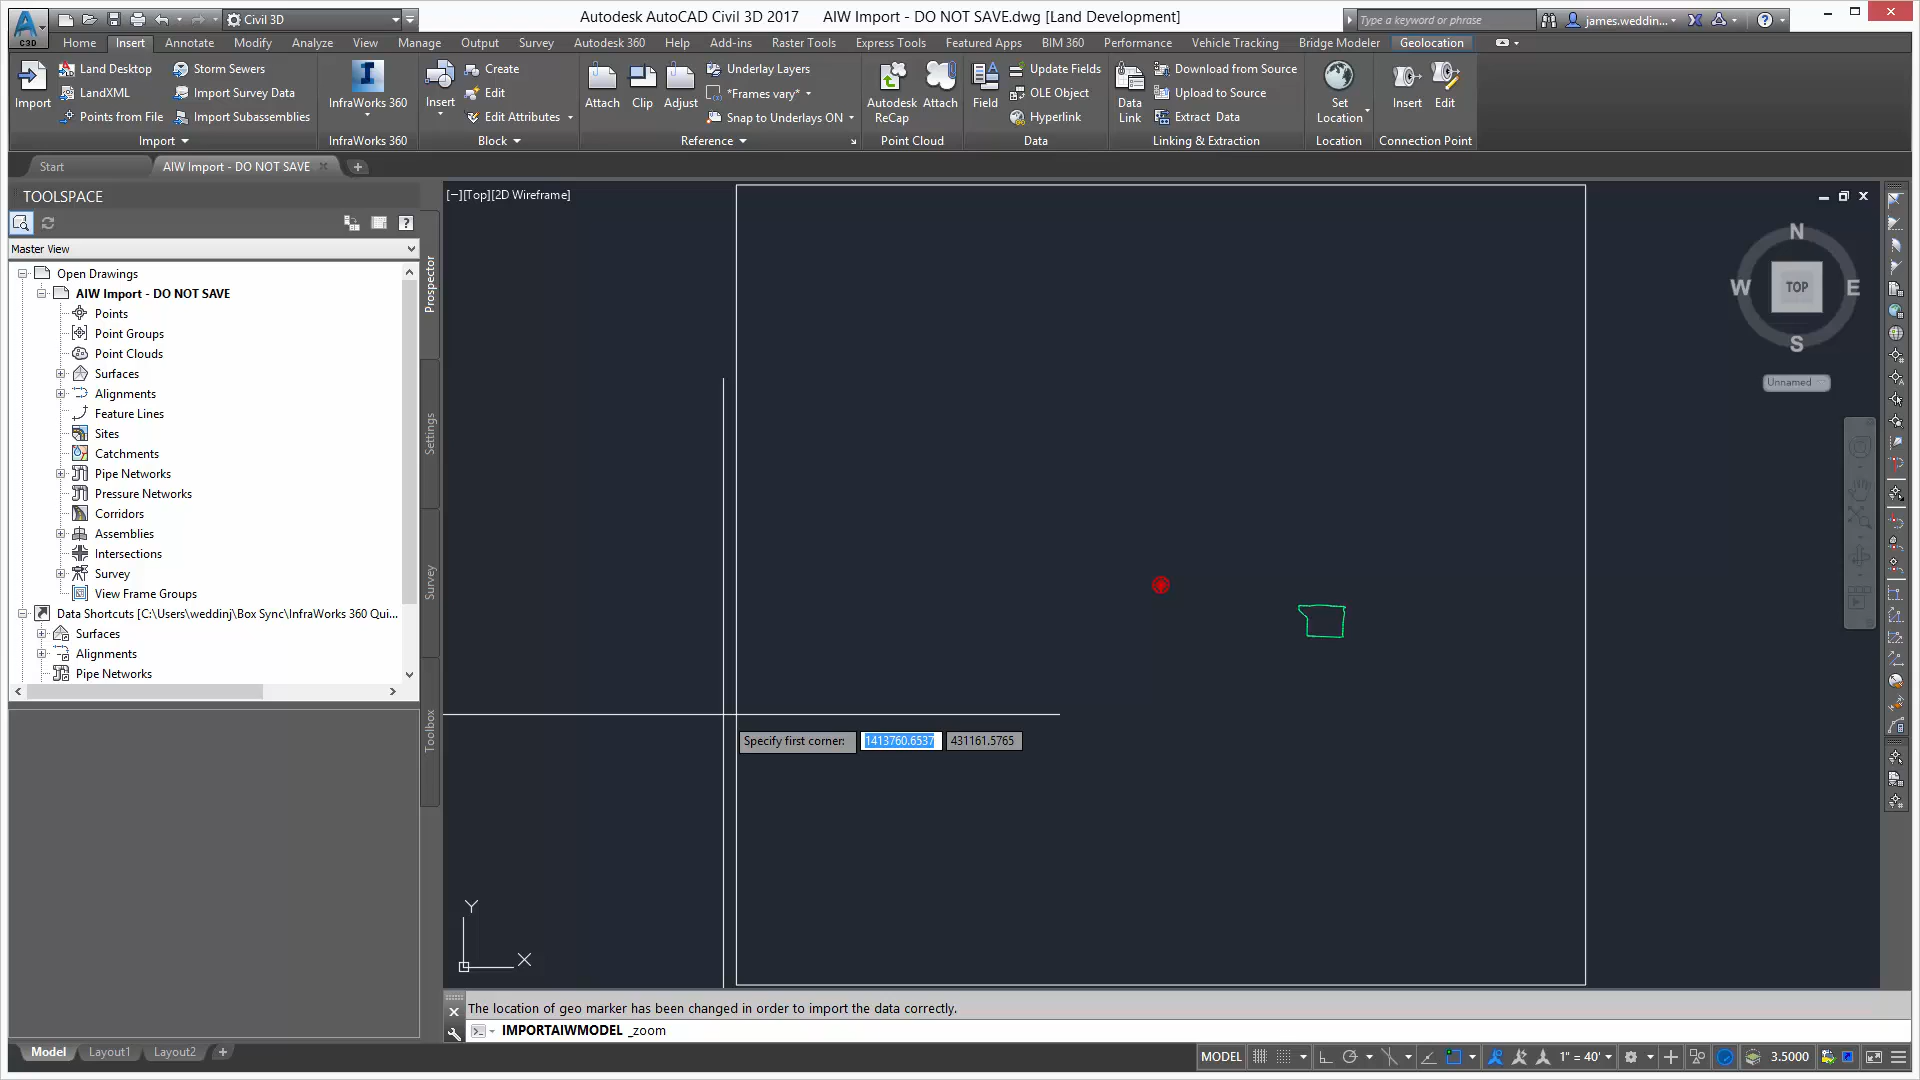 Civil 3D
Autodesk AutoCAD Civil 3D 2017 AIW Import - DO NOT SAVE.dwg [Land Development]
Type a keyword or phrase
james.weddin...
C3D
Home Insert Annotate Modify Analyze View Manage Output Survey Autodesk 360 Help Add-ins Raster Tools Express Tools Featured Apps BIM 360 Performance Vehicle Tracking Bridge Modeler Geolocation
Import
Land Desktop
LandXML
Points from File
Storm Sewers
Import Survey Data
Import Subassemblies
Import
InfraWorks 360
InfraWorks 360
Insert
Create
Edit
Edit Attributes
Block
Attach
Clip
Adjust
Underlay Layers
*Frames vary*
Snap to Underlays ON
Reference
Autodesk
ReCap
Attach
Point Cloud
Field
Update Fields
OLE Object
Hyperlink
Data
Data
Link
Download from Source
Upload to Source
Extract Data
Linking & Extraction
Set
Location
Location
Insert
Edit
Connection Point
Start
AIW Import - DO NOT SAVE
TOOLSPACE
Master View
Open Drawings
AIW Import - DO NOT SAVE
Points
Point Groups
Point Clouds
Surfaces
Alignments
Feature Lines
Sites
Catchments
Pipe Networks
Pressure Networks
Corridors
Assemblies
Intersections
Survey
View Frame Groups
Data Shortcuts [C:\Users\weddinj\Box Sync\InfraWorks 360 Qui...
Surfaces
Alignments
Pipe Networks
Prospector
Settings
Survey
Toolbox
[−][Top][2D Wireframe]
N
W
TOP
E
S
Unnamed
Specify first corner: 1413760.6537 431161.5765
Y
X
The location of geo marker has been changed in order to import the data correctly.
IMPORTAIWMODEL _zoom
Model Layout1 Layout2
MODEL
1" = 40'
3.5000